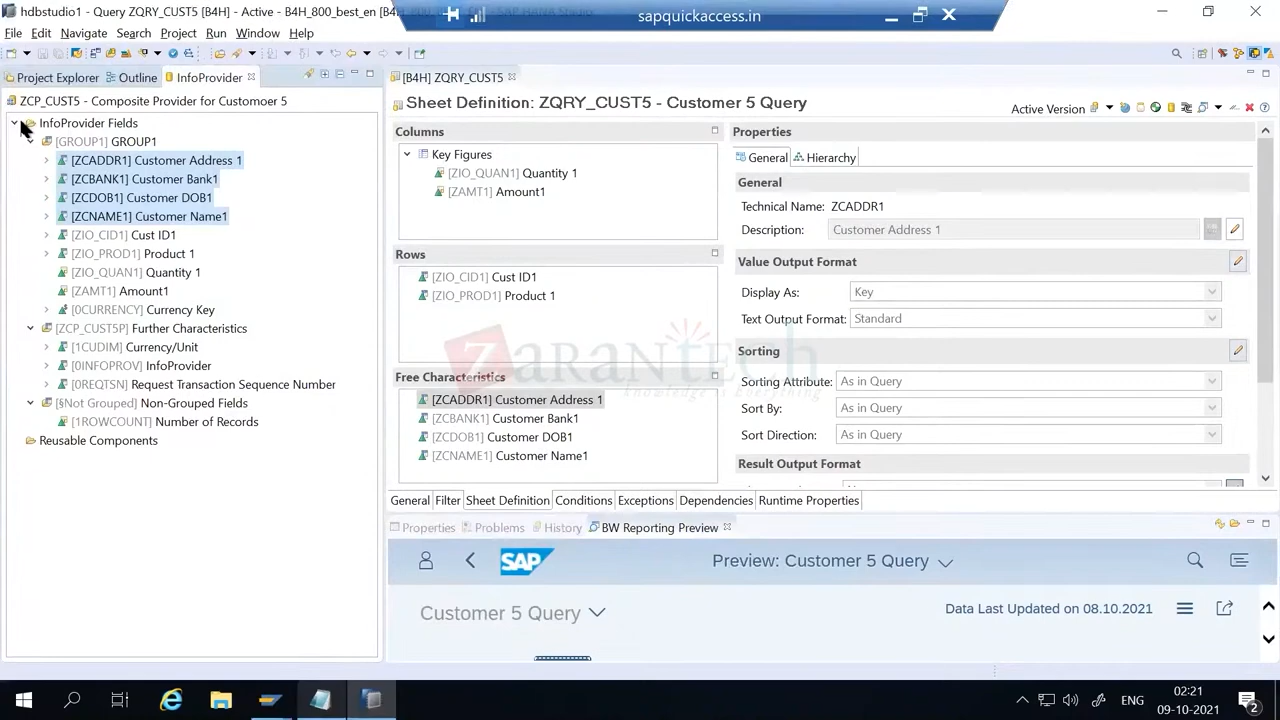 hdbstudio1 - Query ZQRY_CUST5 [B4H] - Active - B4H_800_best_en [B4H,
sapquickaccess.in
File Edit Navigate Search Project Run Window Help
Project Explorer Outline InfoProvider
[B4H] ZQRY_CUST5
ZCP_CUST5 - Composite Provider for Customoer 5
InfoProvider Fields
[GROUP1] GROUP1
[ZCADDR1] Customer Address 1
[ZCBANK1] Customer Bank1
[ZCDOB1] Customer DOB1
[ZCNAME1] Customer Name1
[ZIO_CID1] Cust ID1
[ZIO_PROD1] Product 1
[ZIO_QUAN1] Quantity 1
[ZAMT1] Amount1
[0CURRENCY] Currency Key
[ZCP_CUST5P] Further Characteristics
[1CUDIM] Currency/Unit
[0INFOPROV] InfoProvider
[0REQTSN] Request Transaction Sequence Number
[§Not Grouped] Non-Grouped Fields
[1ROWCOUNT] Number of Records
Reusable Components
Sheet Definition: ZQRY_CUST5 - Customer 5 Query
Active Version
Columns
Key Figures
[ZIO_QUAN1] Quantity 1
[ZAMT1] Amount1
Rows
[ZIO_CID1] Cust ID1
[ZIO_PROD1] Product 1
Free Characteristics
[ZCADDR1] Customer Address 1
[ZCBANK1] Customer Bank1
[ZCDOB1] Customer DOB1
[ZCNAME1] Customer Name1
Properties
General Hierarchy
General
Technical Name: ZCADDR1
Description: Customer Address 1
Value Output Format
Display As: Key
Text Output Format: Standard
Sorting
Sorting Attribute: As in Query
Sort By: As in Query
Sort Direction: As in Query
Result Output Format
ZaranTech
Knowledge is Everything
General Filter Sheet Definition Conditions Exceptions Dependencies Runtime Properties
Properties Problems History BW Reporting Preview
SAP
Preview: Customer 5 Query
Customer 5 Query
Data Last Updated on 08.10.2021
ENG
02:21
09-10-2021
2